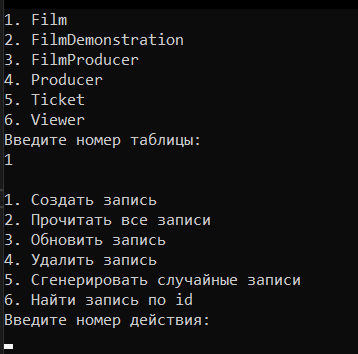 1. Film
2. FilmDemonstration
3. FilmProducer
4. Producer
5. Ticket
6. Viewer
Введите номер таблицы:
1
1. Создать запись
2. Прочитать все записи
3. Обновить запись
4. Удалить запись
5. Сгенерировать случайные записи
6. Найти запись по id
Введите номер действия: